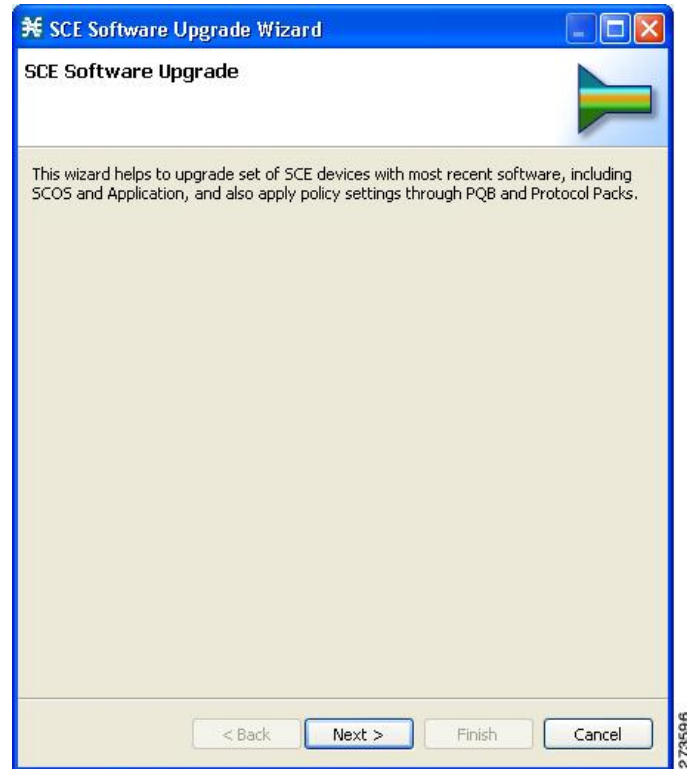 SCE Software Upgrade Wizard
SCE Software Upgrade
This wizard helps to upgrade set of SCE devices with most recent software, including
SCOS and Application, and also apply policy settings through PQB and Protocol Packs.
< Back
Next >
Finish
Cancel
273596